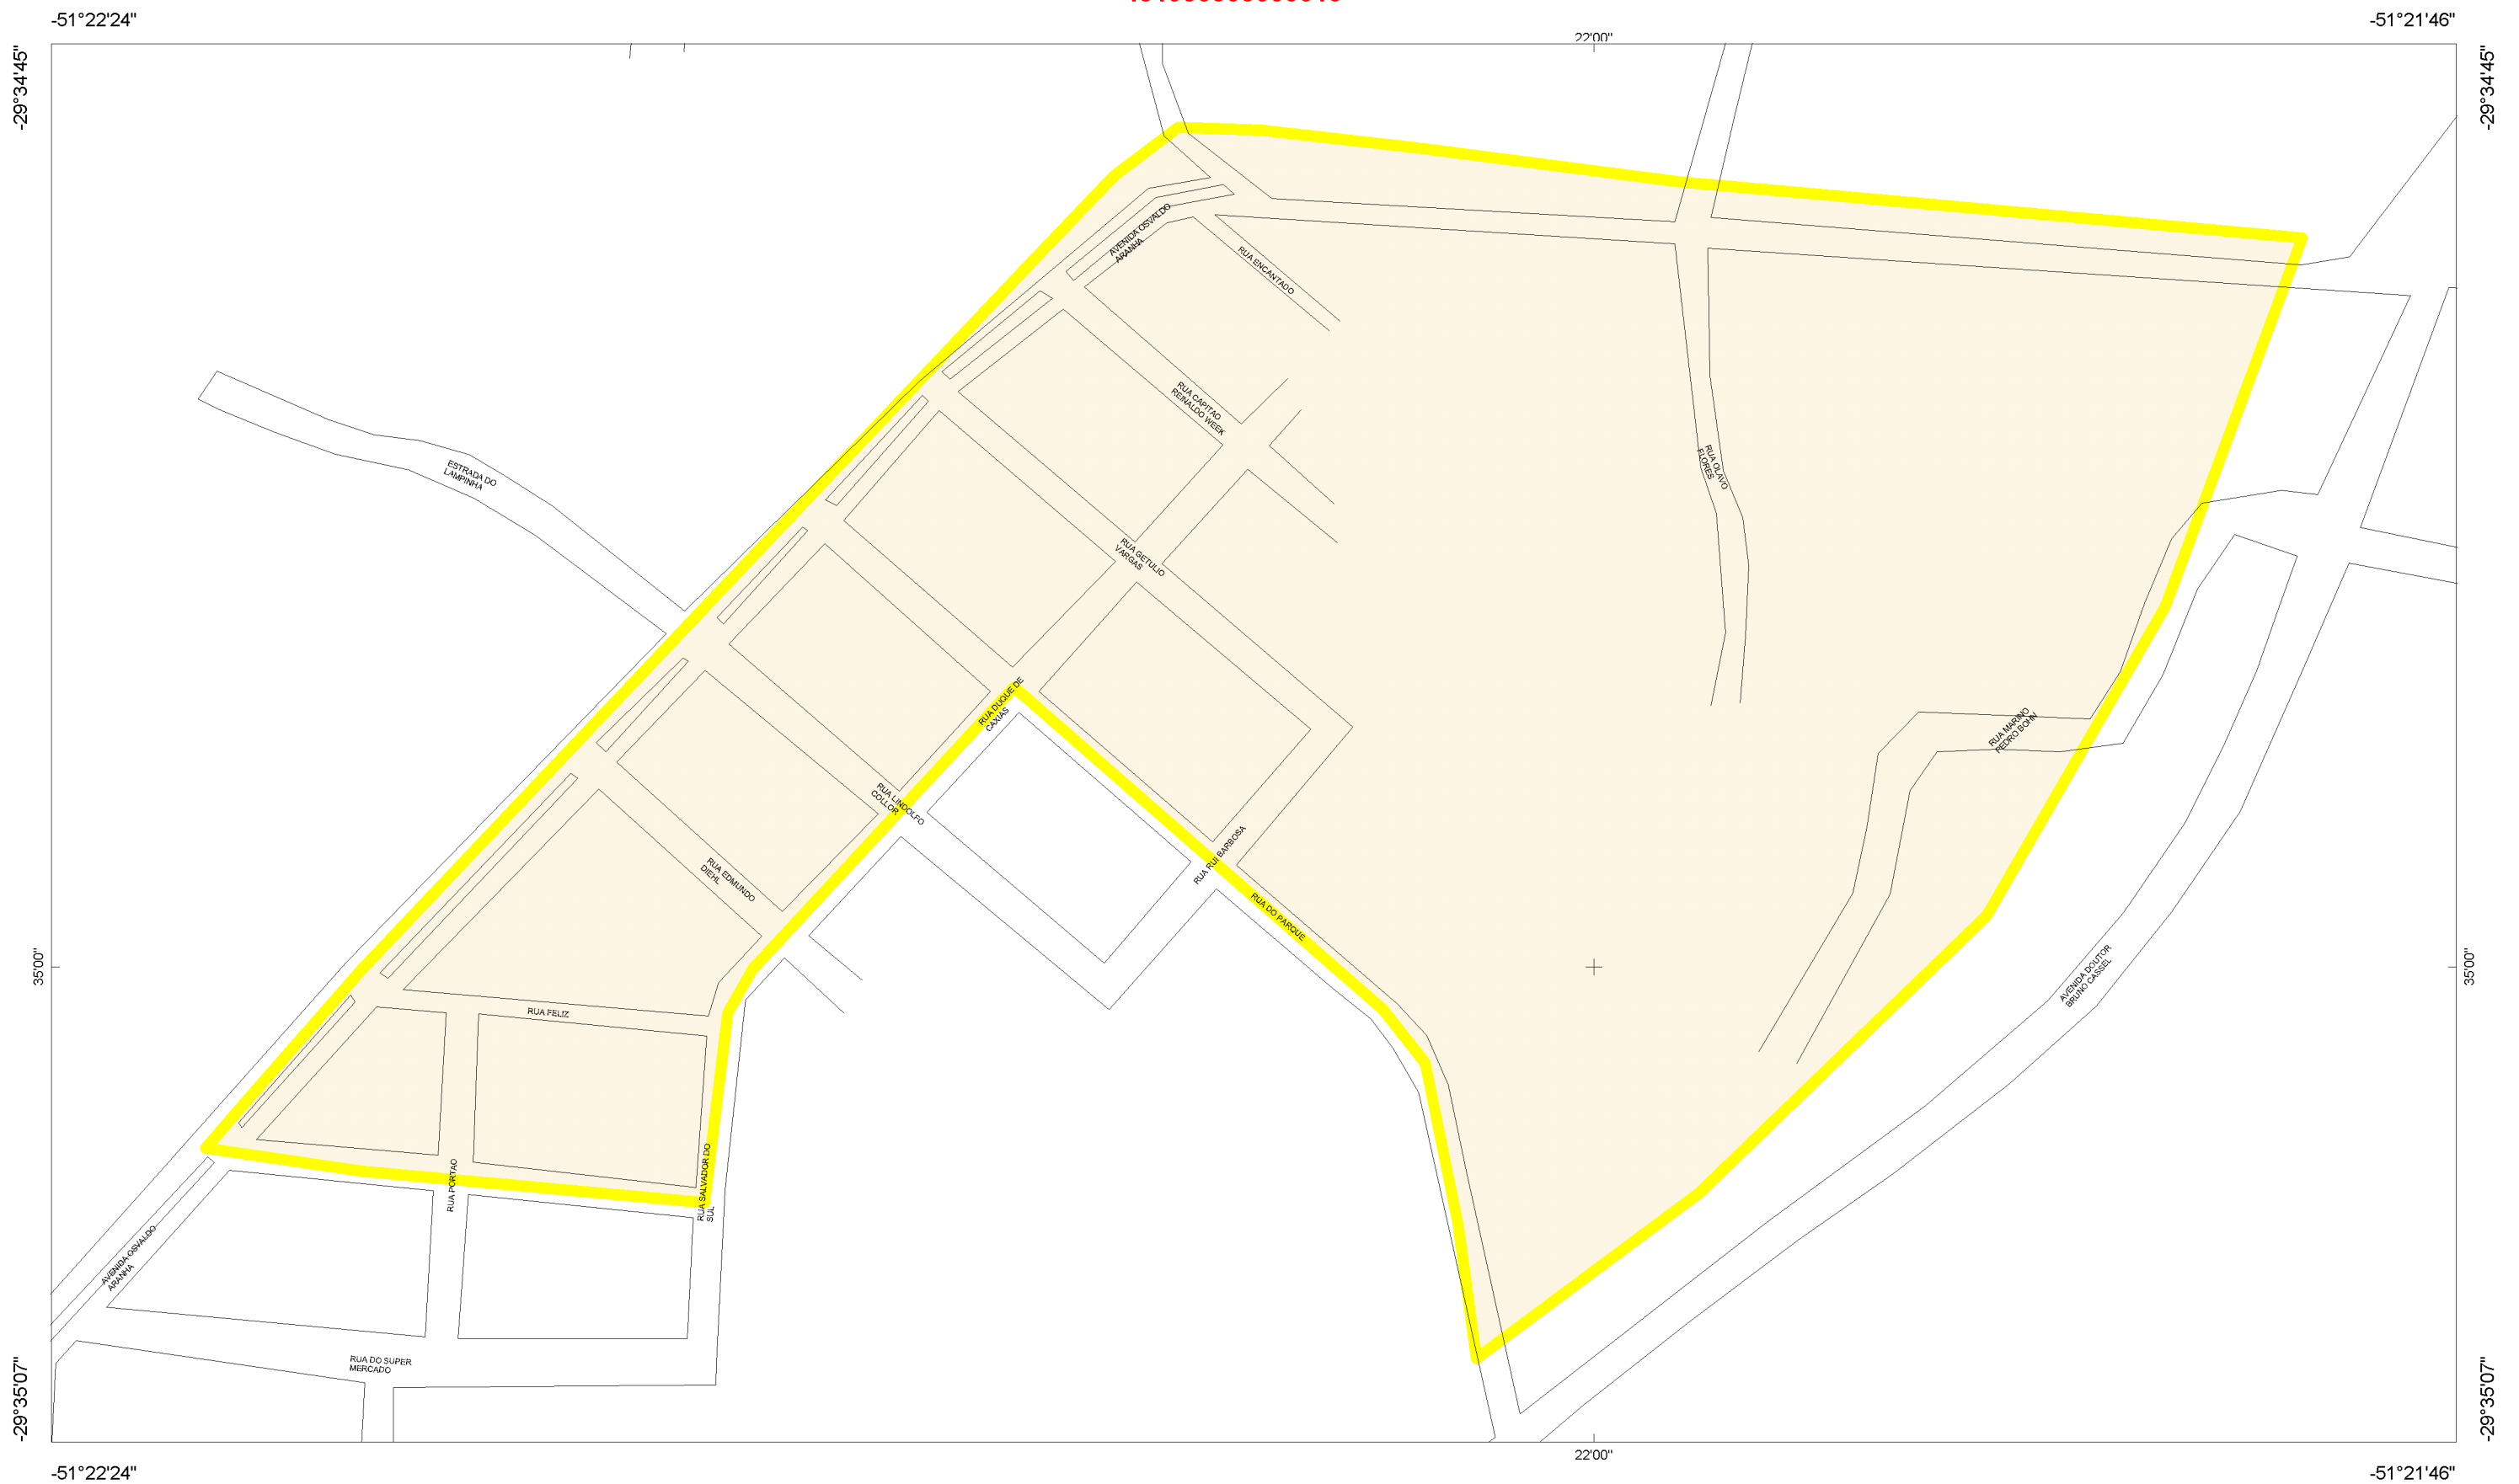 -51°22'24"
-51°21'46"
22'00"
-29°34'45"
-29°34'45"
AVENIDA OSVALDO
ARANHA
RUA ENCANTADO
RUA CAPITAO
REINALDO WEEK
ESTRADA DO
LAMPINHA
RUA OLAVO
FLORES
RUA GETULIO
VARGAS
RUA DUQUE DE
CAXIAS
RUA MARINO
PEDRO BOHN
RUA LINDOLFO
COLLOR
RUA EDMUNDO
DIEHL
RUA RUI BARBOSA
RUA DO PARQUE
35'00"
35'00"
AVENIDA DOUTOR
BRUNO CASSEL
RUA FELIZ
RUA PORTAO
RUA SALVADOR DO
SUL
AVENIDA OSVALDO
ARANHA
RUA DO SUPER
MERCADO
-29°35'07"
-29°35'07"
22'00"
-51°22'24"
-51°21'46"